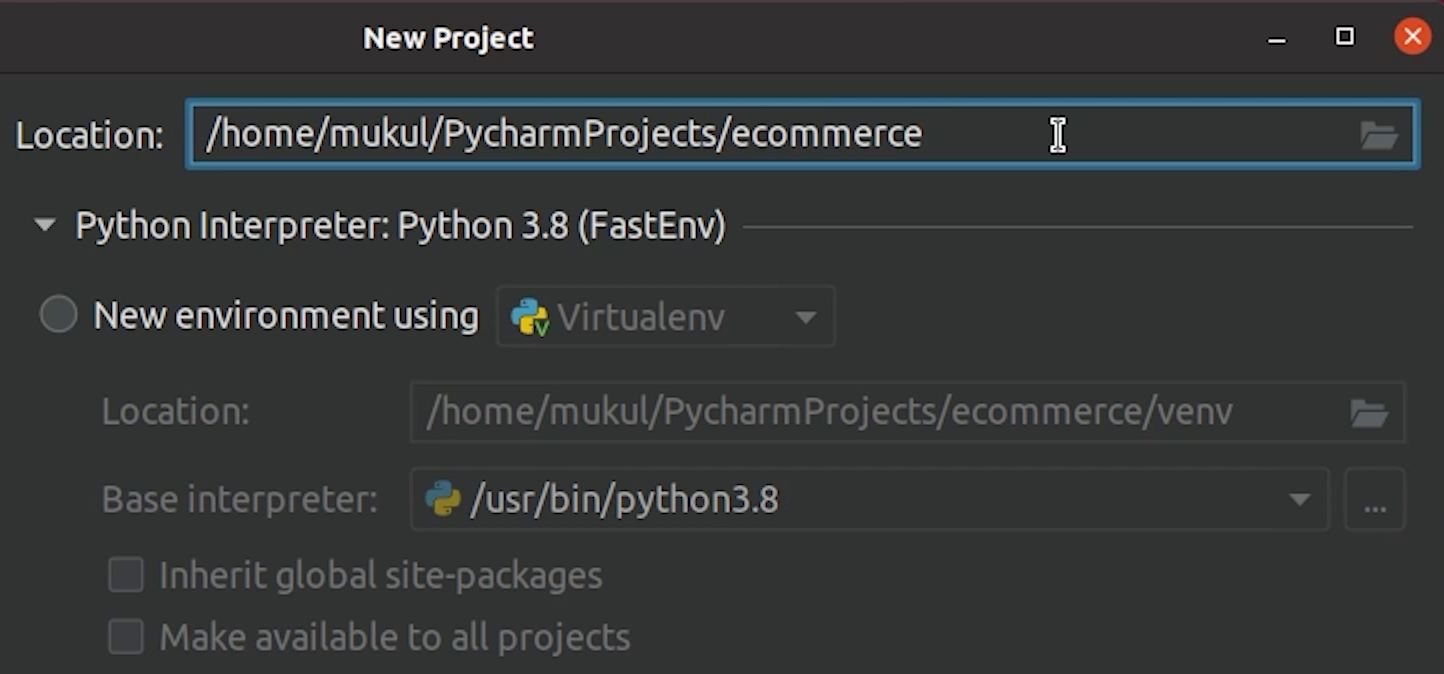 New Project
Location: /home/mukul/PycharmProjects/ecommerce
Python Interpreter: Python 3.8 (FastEnv)
New environment using Virtualenv
Location: /home/mukul/PycharmProjects/ecommerce/venv
Base interpreter: /usr/bin/python3.8 ...
Inherit global site-packages
Make available to all projects